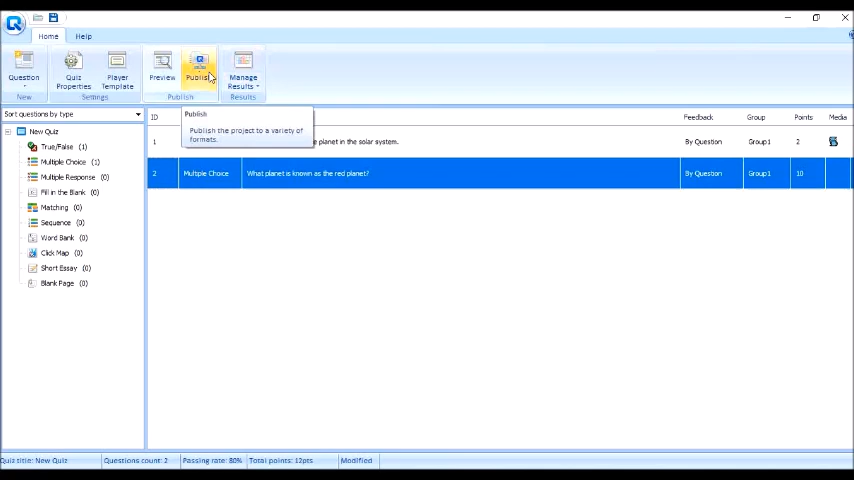 Home Help
Question
Quiz Properties
Player Template
Preview
Publish
Manage Results
New
Settings
Publish
Results
Sort questions by type
New Quiz
True/False (1)
Multiple Choice (1)
Multiple Response (0)
Fill in the Blank (0)
Matching (0)
Sequence (0)
Word Bank (0)
Click Map (0)
Short Essay (0)
Blank Page (0)
Publish
Publish the project to a variety of
formats.
ID Feedback Group Points Media
1 planet in the solar system. By Question Group1 2
2 Multiple Choice What planet is known as the red planet? By Question Group1 10
Quiz title: New Quiz Questions count: 2 Passing rate: 80% Total points: 12pts Modified